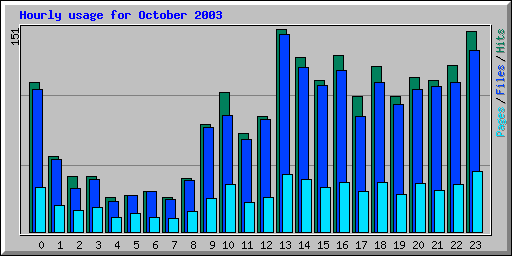 Hourly usage for October 2003
151
Pages / Files / Hits
0 1 2 3 4 5 6 7 8 9 10 11 12 13 14 15 16 17 18 19 20 21 22 23